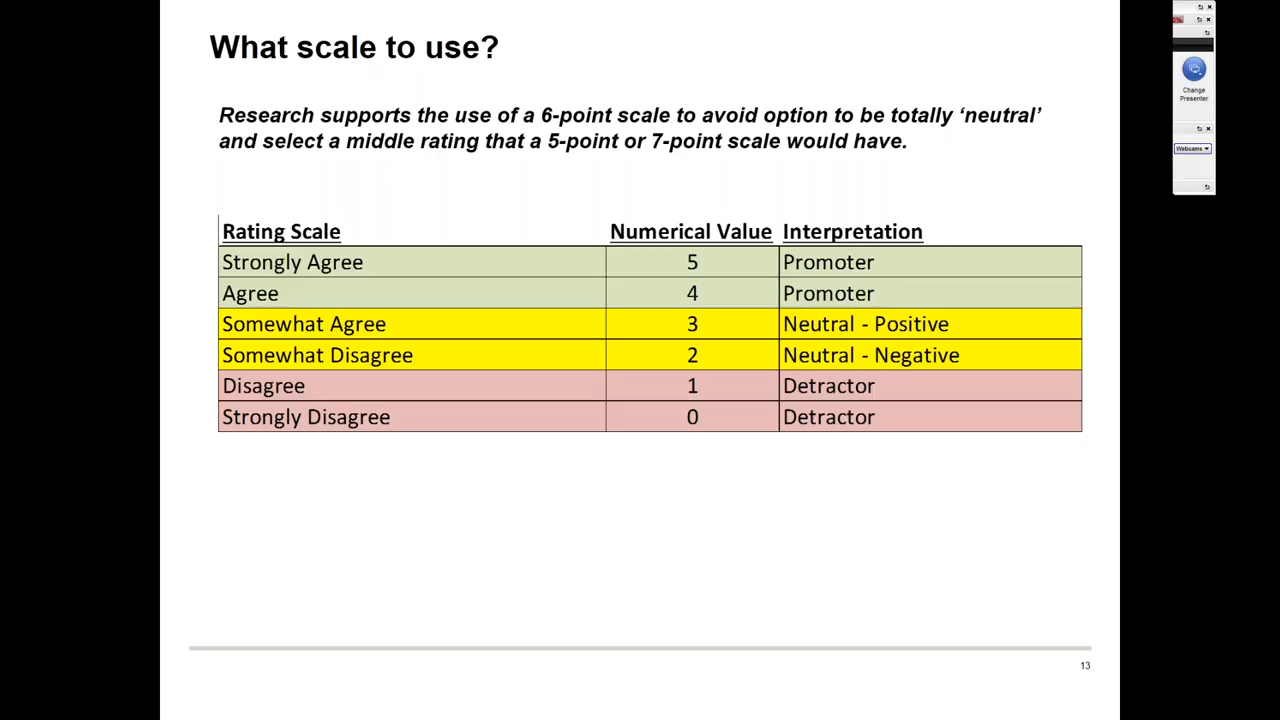 What scale to use?
Research supports the use of a 6-point scale to avoid option to be totally ‘neutral’
and select a middle rating that a 5-point or 7-point scale would have.
Rating Scale Numerical Value Interpretation
Strongly Agree 5 Promoter
Agree 4 Promoter
Somewhat Agree 3 Neutral - Positive
Somewhat Disagree 2 Neutral - Negative
Disagree 1 Detractor
Strongly Disagree 0 Detractor
13
Change
Presenter
Webcams